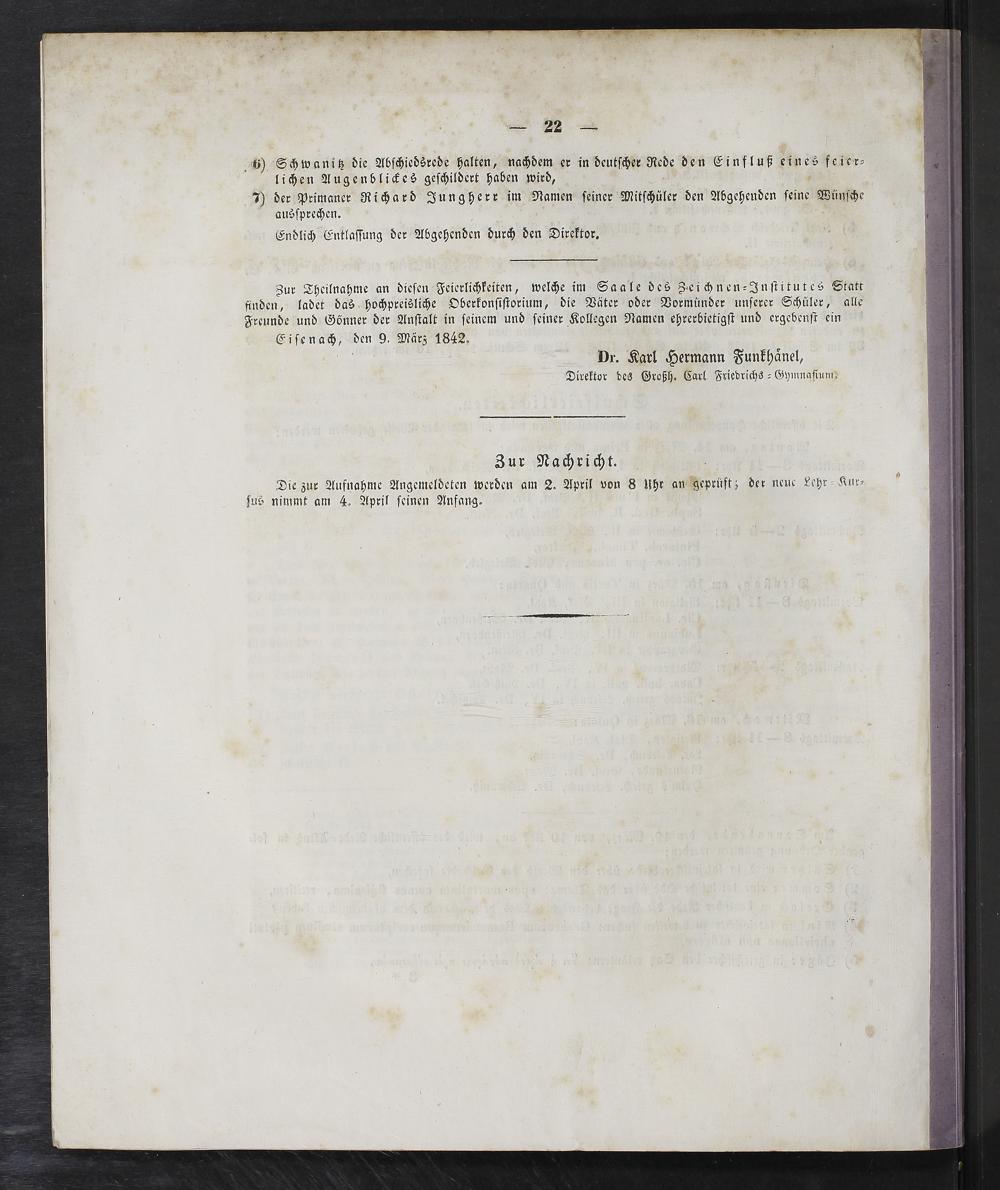 — 22 —
6) Schwanitz die Abschiedsrede halten, nachdem er in deutscher Rede den Einfluß eines feier-
lichen Augenblickes geschildert haben wird,
7) der Primaner Richard Jungherr im Namen seiner Mitschüler den Abgehenden seine Wünsche
aussprechen.
Endlich Entlassung der Abgehenden durch den Direktor.
Zur Theilnahme an diesen Feierlichkeiten, welche im Saale des Zeichnen-Institutes Statt
finden, ladet das hochpreißliche Oberkonsistorium, die Väter oder Vormünder unserer Schüler, alle
Freunde und Gönner der Anstalt in seinem und seiner Kollegen Namen ehrerbietigst und ergebenst ein
Eisenach, den 9. März 1842.
Dr. Karl Hermann Funkhänel,
Direktor des Großh. Carl Friedrichs-Gymnasium.
Zur Nachricht.
Die zur Aufnahme Angemeldeten werden am 2. April von 8 Uhr an geprüft; der neue Lehr-Kur-
sus nimmt am 4. April seinen Anfang.